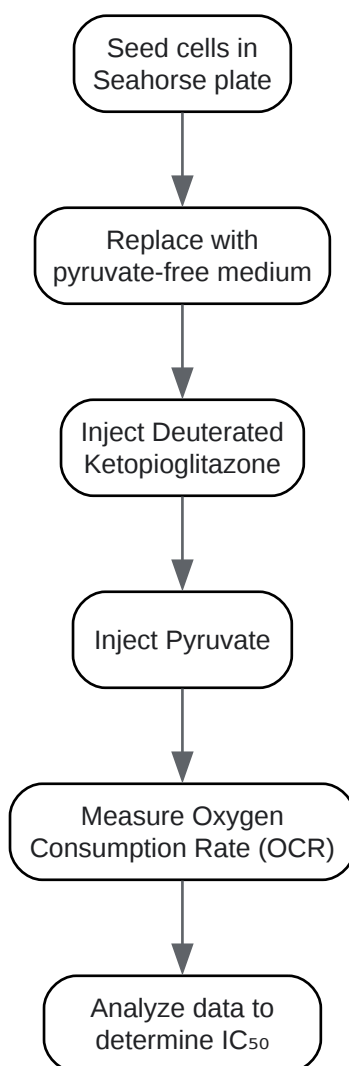 Seed cells in
Seahorse plate
Replace with
pyruvate-free medium
Inject Deuterated
Ketopioglitazone
Inject Pyruvate
Measure Oxygen
Consumption Rate (OCR)
Analyze data to
determine IC₅₀